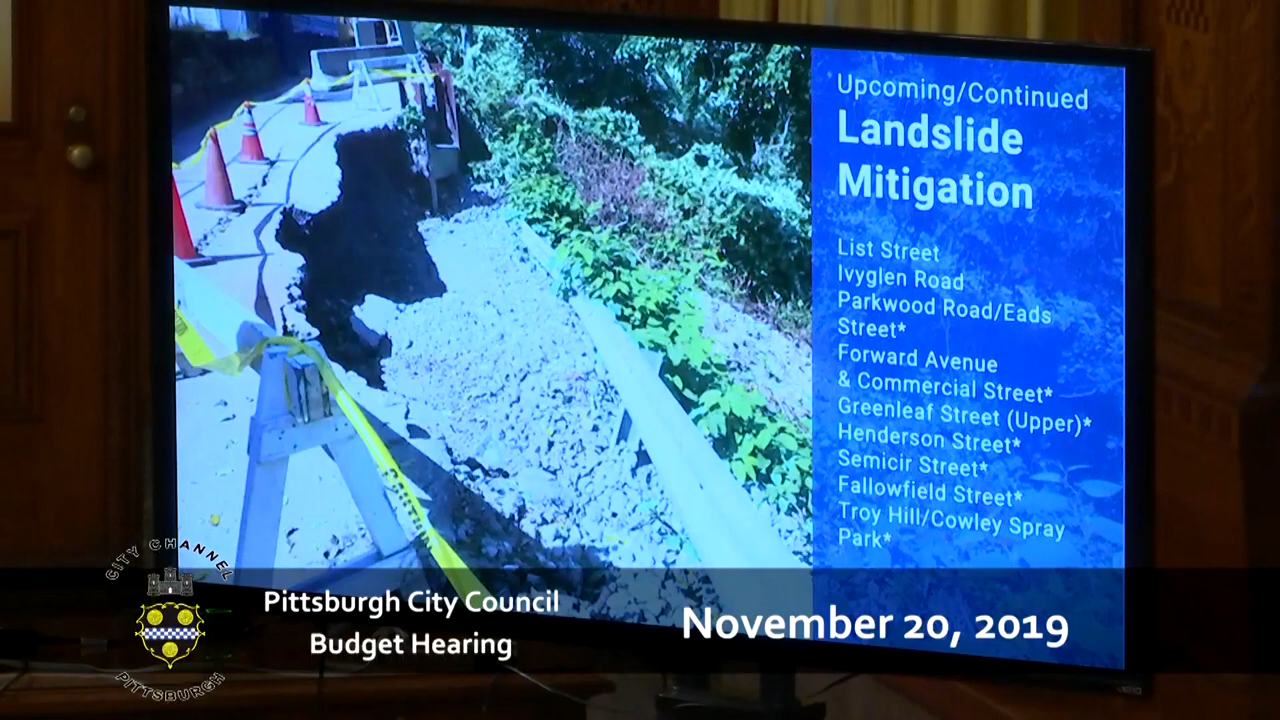 Upcoming/Continued
Landslide
Mitigation
List Street
Ivyglen Road
Parkwood Road/Eads
Street*
Forward Avenue
& Commercial Street*
Greenleaf Street (Upper)*
Henderson Street*
Semicir Street*
Fallowfield Street*
Troy Hill/Cowley Spray
Park*
CITY CHANNEL
PITTSBURGH
Pittsburgh City Council
Budget Hearing
November 20, 2019